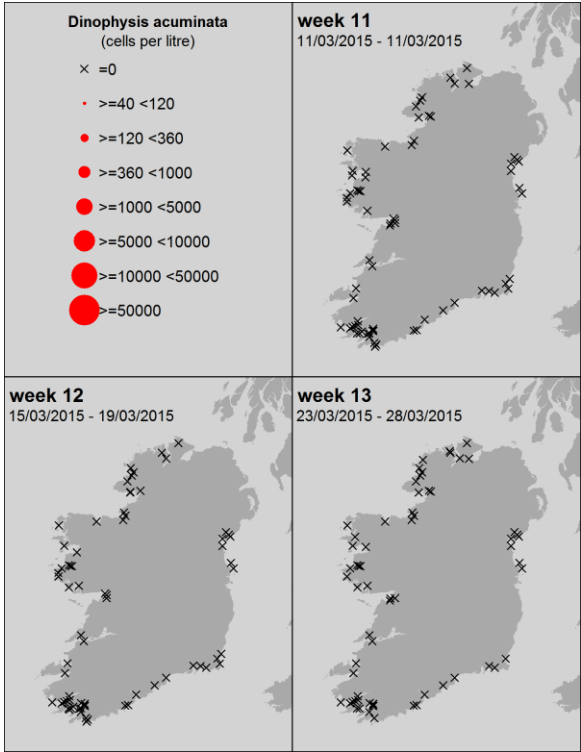 Dinophysis acuminata
(cells per litre)
=0
>=40 <120
>=120 <360
>=360 <1000
>=1000 <5000
>=5000 <10000
>=10000 <50000
>=50000
week 11
11/03/2015 - 11/03/2015
week 12
15/03/2015 - 19/03/2015
week 13
23/03/2015 - 28/03/2015